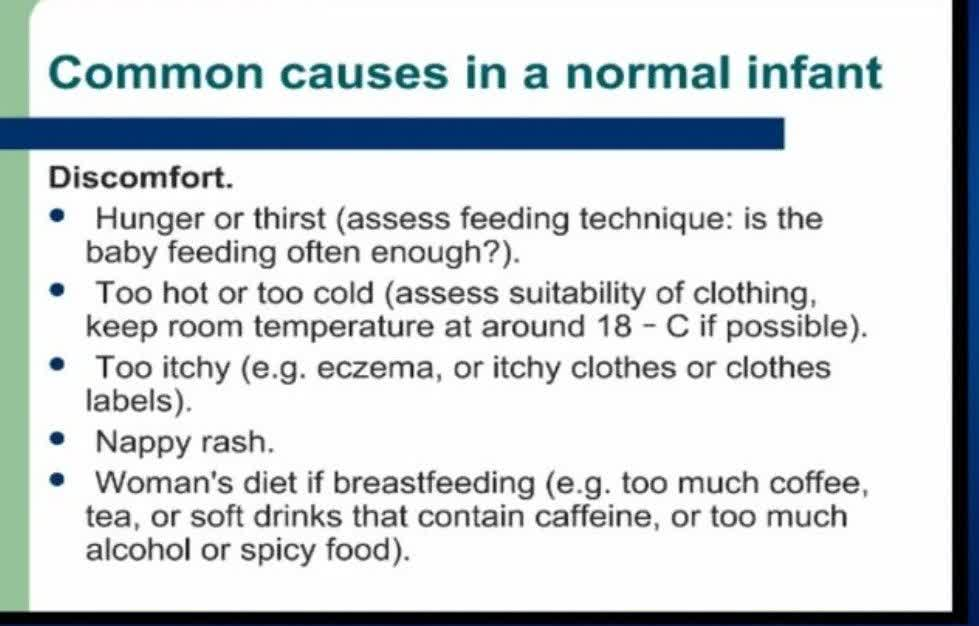 Common causes in a normal infant
Discomfort.
• Hunger or thirst (assess feeding technique: is the
baby feeding often enough?).
• Too hot or too cold (assess suitability of clothing,
keep room temperature at around 18 – C if possible).
• Too itchy (e.g. eczema, or itchy clothes or clothes
labels).
• Nappy rash.
• Woman's diet if breastfeeding (e.g. too much coffee,
tea, or soft drinks that contain caffeine, or too much
alcohol or spicy food).